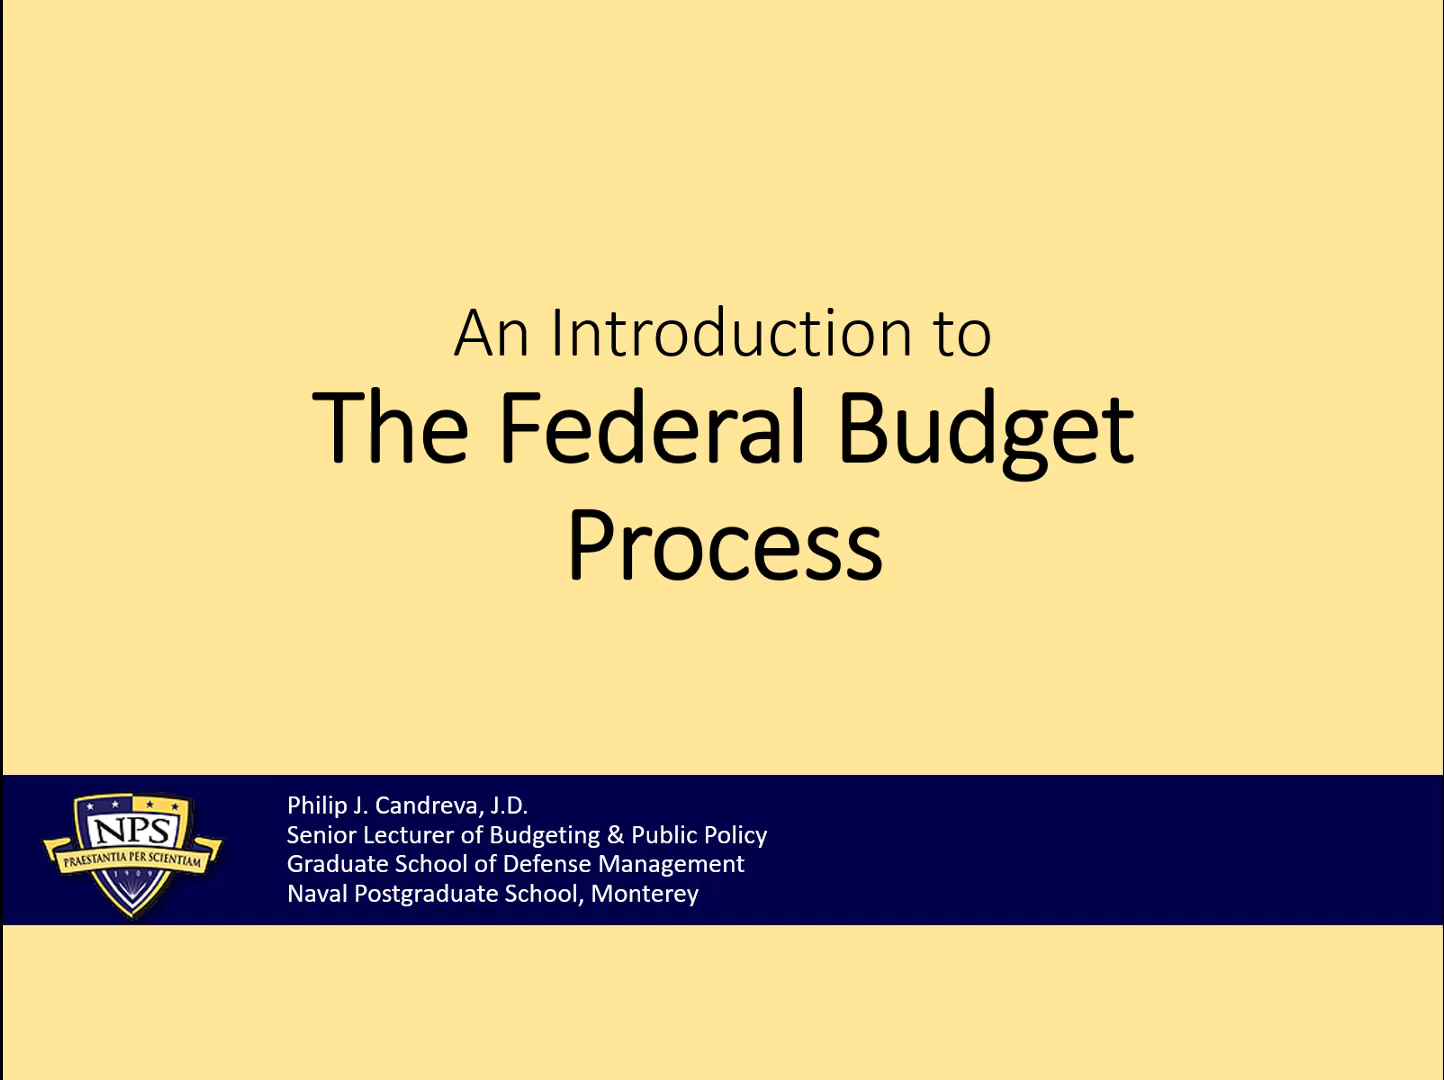 An Introduction to
The Federal Budget
Process
NPS
PRAESTANTIA PER SCIENTIAM
1909
Philip J. Candreva, J.D.
Senior Lecturer of Budgeting & Public Policy
Graduate School of Defense Management
Naval Postgraduate School, Monterey